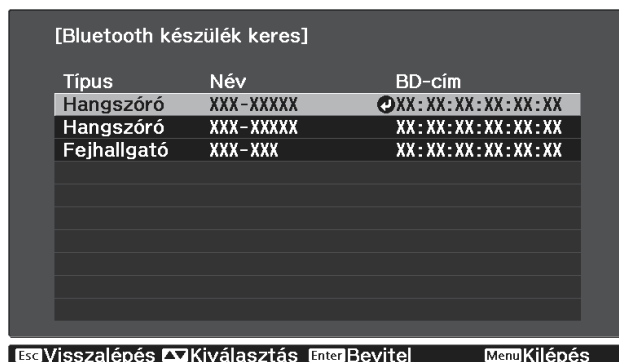 [Bluetooth készülék keres]
Típus Név BD-cím
Hangszóró XXX-XXXXX XX:XX:XX:XX:XX:XX
Hangszóró XXX-XXXXX XX:XX:XX:XX:XX:XX
Fejhallgató XXX-XXX XX:XX:XX:XX:XX:XX
Esc Visszalépés Kiválasztás Enter Bevitel Menu Kilépés